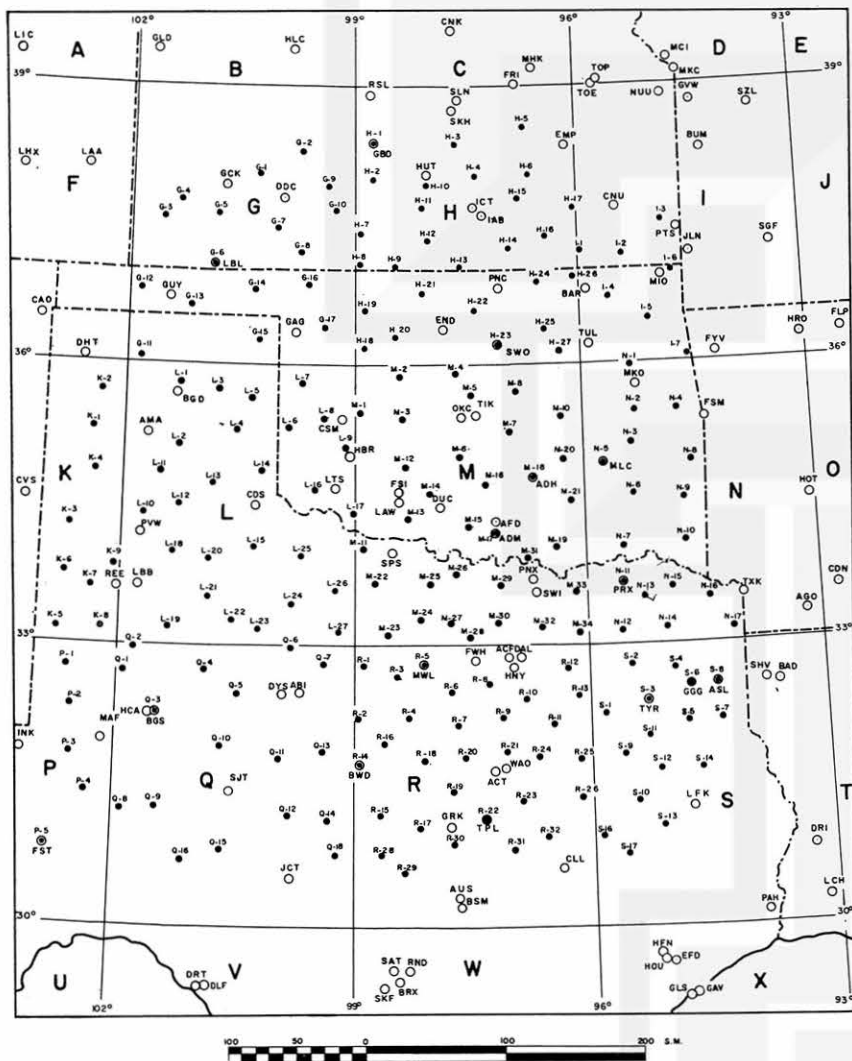 102° 99° 96° 93°
LIC A GLD HLC CNK D E
B C MHK MCI
39° TOP MKC 39°
RSL FRI TOE NUU GVW SZL
SLN
SKH
H-5
G-2 H-1 H-3 EMP BUM
LHX LAA GBD
G-1 H-2 HUT H-4 H-6
F GCK G-9 H-10 J
G-4 DDC ICT H-15
G-3 G-5 G-10 H-11 H IAB H-17 CNU I-3 I
G G-7 H-7 H-12 H-16 PTS SGF
G-8 H-14 I-1 I-2 JLN
G-6 LBL H-8 H-9 H-13 I-6
G-12 GUY G-14 G-16 H-21 PNC H-24 H-26 MIO
G-13 BAR I-4
CAO H-19 H-22 I-5 HRO FLP
G-15 GAG G-17 H-20 END H-23 H-25 TUL
DHT G-11 H-18 SWO H-27 I-7 FYV
36° N-1 36°
K-2 L-1 L-3 L-7 M-2 M-4 MKO
BGD L-5 M-5 M-8 N-2 N-4 FSM
K-1 AMA L-4 L-6 L-8 M-1 M-3 OKC TIK M-10
CSM M-7 N-3
L-2 L-9 HBR
K-4 L-11 L-14 M-12 M-6 M-20 N-5 N-8 O
K L-13 M M-18 MLC
CVS L-12 L-16 LTS FSI M-14 M-16 ADH N-6 N-9 HOT
L-10 L CDS LAW DUC M-21 N
K-3 PVW L-17 M-13 M-15 AFD N-10
L-18 L-15 M-11 M-17 ADM M-19 N-7
K-9 L-20 L-25 SPS M-31
K-6 REE LBB M-26 PNX N-11 N-15 TXK CDN
K-7 L-21 L-26 M-22 M-25 M-29 SWI M-33 PRX N-13 N-16 AGO
L-24
K-5 K-8 L-19 L-22 L-23 L-27 M-24 M-27 M-30 M-32 M-34 N-12 N-14 N-17
M-23 M-28
33° Q-2 Q-6
P-1 Q-1 Q-4 Q-7 R-1 R-5 FWH ACF DAL R-12 S-2 S-4 S-6 S-8 SHV BAD
MWL HNY
R-3 R-8 GGG ASL
P-2 Q-3 Q-5 DYS ABI R-6 R-10 R-13 S-3
HCA BGS R-2 R-4 R-7 R-9 R-11 S-1 TYR S-5 S-7
INK MAF S-11
P P-3 Q-10 Q-11 Q-13 R-16 R-21 R-24 R-25 S-9 S-14
Q R-14 R-18 R-20 WAO S-12
P-4 SJT BWD R ACT T
Q-8 Q-9 R-19 R-23 R-26 S-10 LFK S
Q-12 Q-14 R-15 GRK R-22
P-5 R-17 TPL R-32 S-16 S-13 DRI
FST Q-16 Q-15 Q-18 R-28 R-30 R-31 S-17
JCT R-29 CLL LCH
30° AUS PAH 30°
BSM
HFN
U V W SAT RND HOU EFD X
DRT DLF BRX GLS GAV
SKF
102° 99° 96° 93°
100 50 0 100 200 S.M.